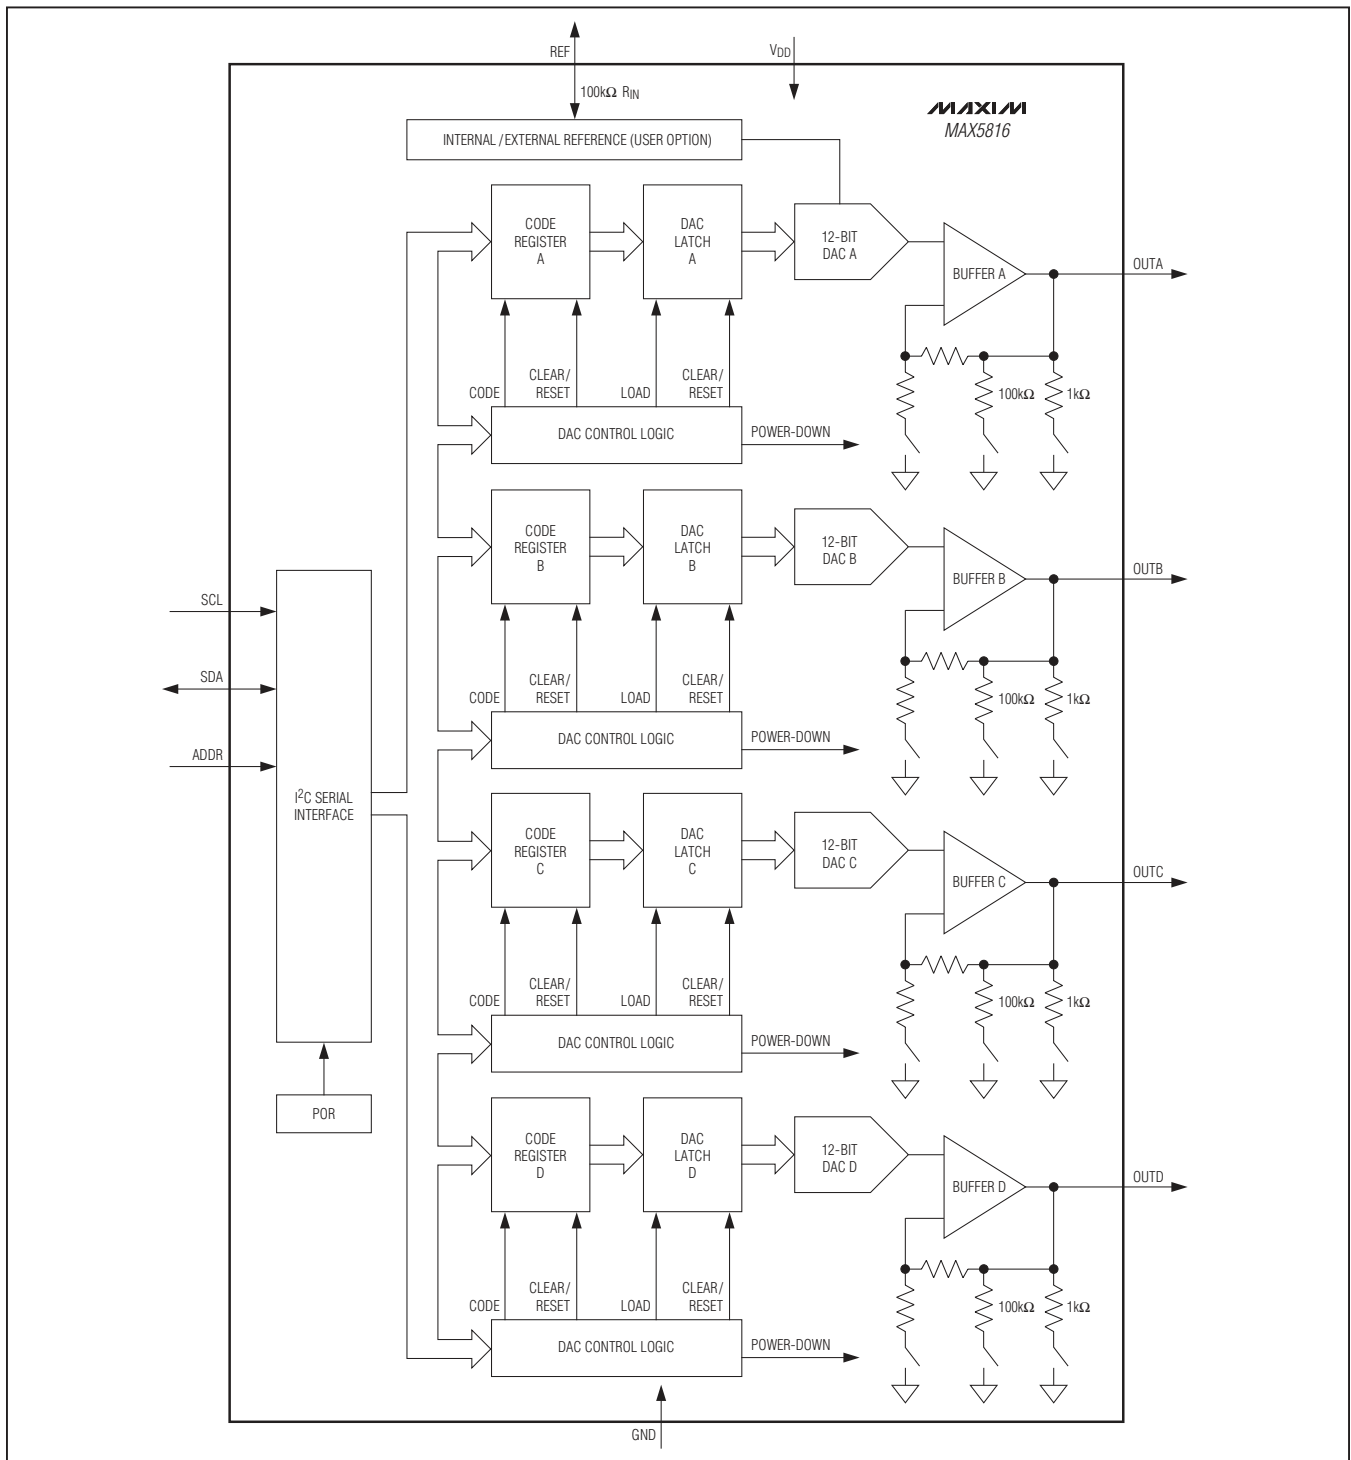 REF
VDD
100kΩ RIN
MAXIM
MAX5816
INTERNAL / EXTERNAL REFERENCE (USER OPTION)
CODE
REGISTER
A
DAC
LATCH
A
12-BIT
DAC A
BUFFER A
OUTA
CODE
CLEAR/
RESET
LOAD
CLEAR/
RESET
100kΩ
1kΩ
DAC CONTROL LOGIC
POWER-DOWN
CODE
REGISTER
B
DAC
LATCH
B
12-BIT
DAC B
BUFFER B
OUTB
CODE
CLEAR/
RESET
LOAD
CLEAR/
RESET
100kΩ
1kΩ
DAC CONTROL LOGIC
POWER-DOWN
SCL
SDA
ADDR
I²C SERIAL
INTERFACE
CODE
REGISTER
C
DAC
LATCH
C
12-BIT
DAC C
BUFFER C
OUTC
CODE
CLEAR/
RESET
LOAD
CLEAR/
RESET
100kΩ
1kΩ
DAC CONTROL LOGIC
POWER-DOWN
POR
CODE
REGISTER
D
DAC
LATCH
D
12-BIT
DAC D
BUFFER D
OUTD
CODE
CLEAR/
RESET
LOAD
CLEAR/
RESET
100kΩ
1kΩ
DAC CONTROL LOGIC
POWER-DOWN
GND